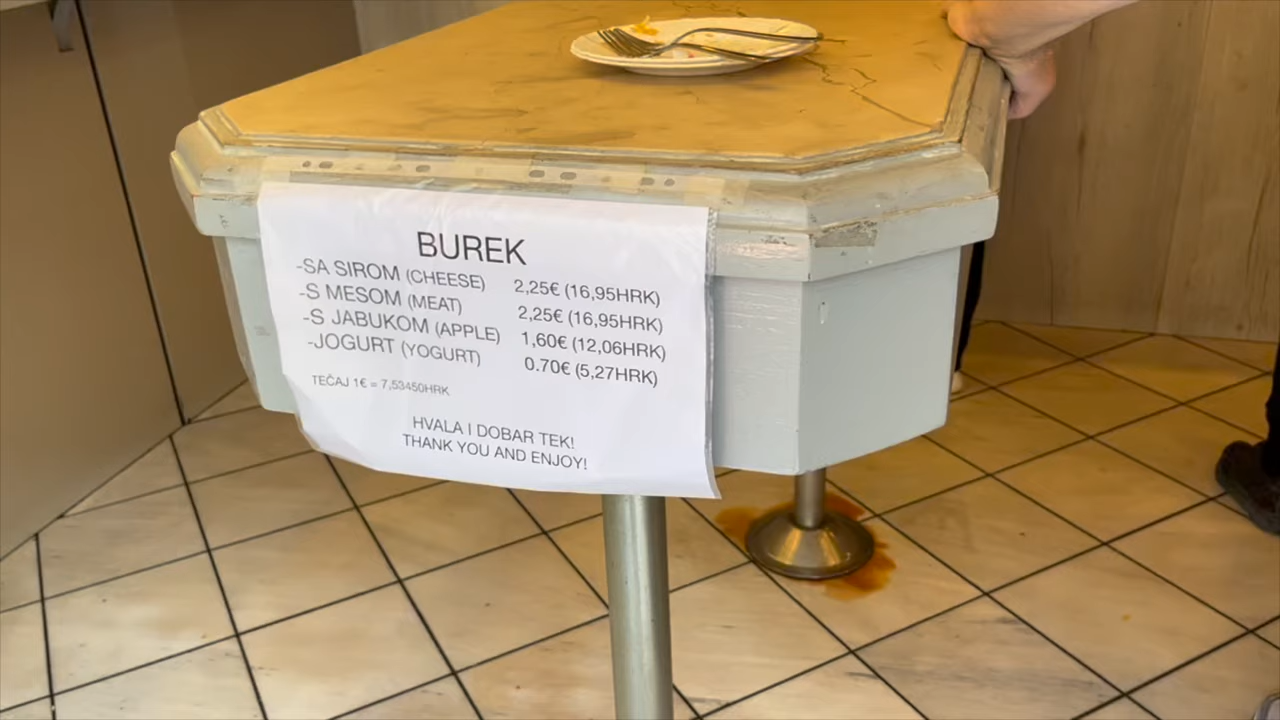 BUREK
-SA SIROM (CHEESE) 2,25€ (16,95HRK)
-S MESOM (MEAT) 2,25€ (16,95HRK)
-S JABUKOM (APPLE) 1,60€ (12,06HRK)
-JOGURT (YOGURT) 0.70€ (5,27HRK)
TEČAJ 1€ = 7,53450HRK
HVALA I DOBAR TEK!
THANK YOU AND ENJOY!